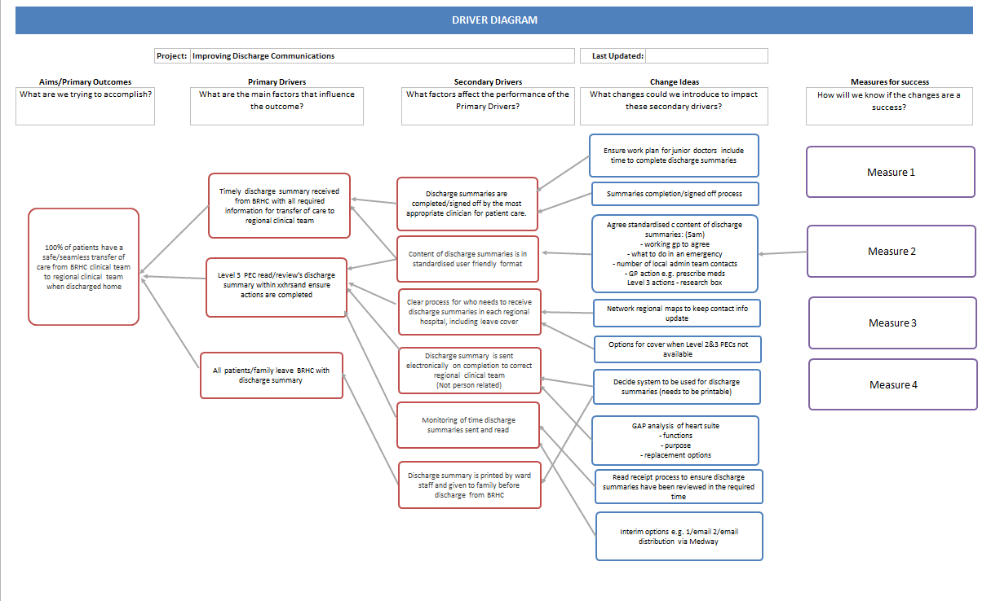 DRIVER DIAGRAM
Project:
Improving Discharge Communications
Last Updated:
Aims/Primary Outcomes
What are we trying to accomplish?
Primary Drivers
What are the main factors that influence
the outcome?
Secondary Drivers
What factors affect the performance of the
Primary Drivers?
Change Ideas
What changes could we introduce to impact
these secondary drivers?
Measures for success
How will we know if the changes are a
success?
100% of patients have a
safe/seamless transfer of
care from BRHC clinical team
to regional clinical team
when discharged home
Timely discharge summary received
from BRHC with all required
information for transfer of care to
regional clinical team
Level 3 PEC read/review's discharge
summary within xxhrsand ensure
actions are completed
All patients/family leave BRHC with
discharge summary
Discharge summaries are
completed/signed off by the most
appropriate clinician for patient care.
Content of discharge summaries is in
standardised user friendly format
Clear process for who needs to receive
discharge summaries in each regional
hospital, including leave cover
Discharge summary is sent
electronically on completion to correct
regional clinical team
(Not person related)
Monitoring of time discharge
summaries sent and read
Discharge summary is printed by ward
staff and given to family before
discharge from BRHC
Ensure work plan for junior doctors include
time to complete discharge summaries
Summaries completion/signed off process
Agree standardised c content of discharge
summaries: (Sam)
- working gp to agree
- what to do in an emergency
- number of local admin team contacts
- GP action e.g. prescribe meds
Level 3 actions - research box
Network regional maps to keep contact info
update
Options for cover when Level 2&3 PECs not
available
Decide system to be used for discharge
summaries (needs to be printable)
GAP analysis of heart suite
- functions
- purpose
- replacement options
Read receipt process to ensure discharge
summaries have been reviewed in the required
time
Interim options e.g. 1/email 2/email
distribution via Medway
Measure 1
Measure 2
Measure 3
Measure 4